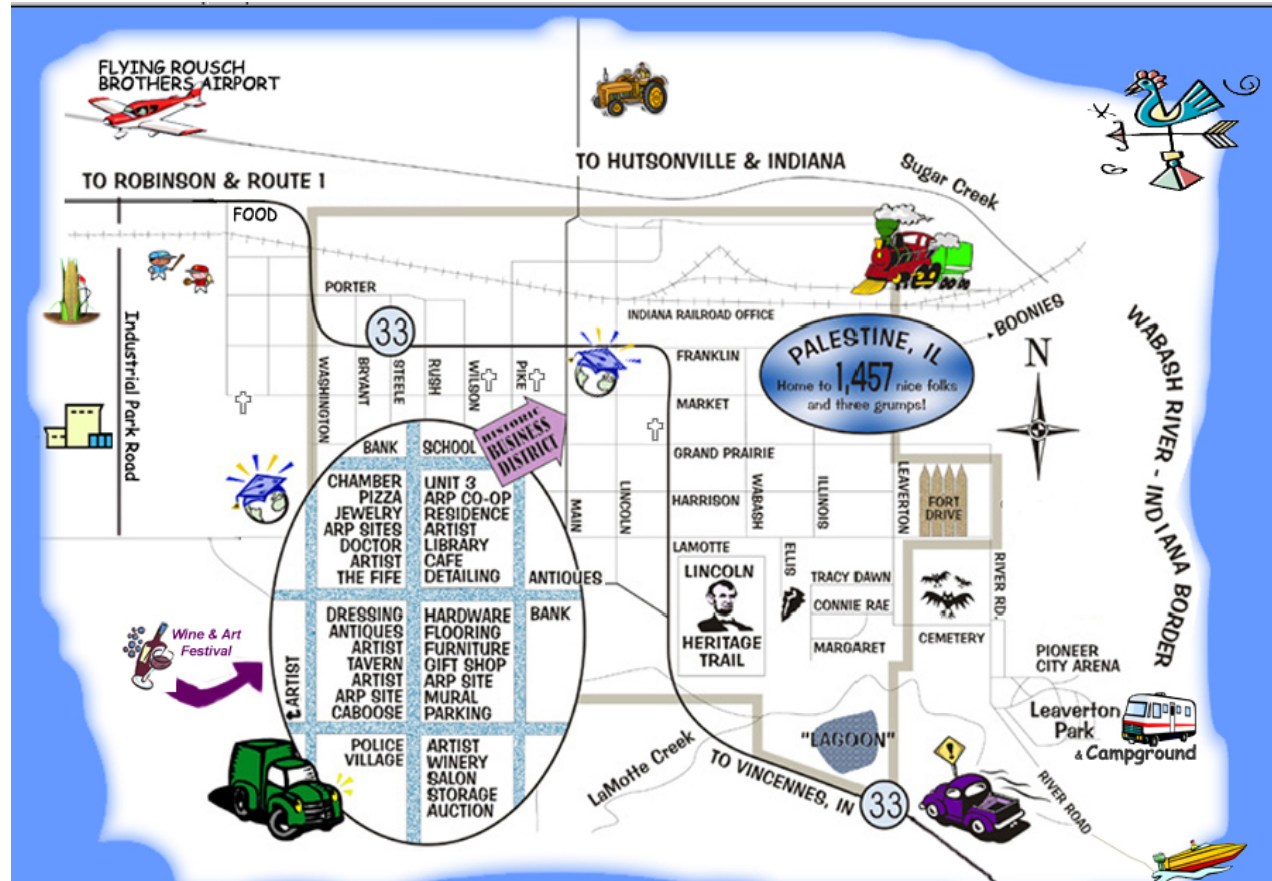 FLYING ROUSCH
BROTHERS AIRPORT
TO HUTSONVILLE & INDIANA
Sugar Creek
TO ROBINSON & ROUTE 1
FOOD
PORTER
INDIANA RAILROAD OFFICE
BOONIES
33
Industrial Park Road
WASHINGTON
BRYANT
STEELE
RUSH
WILSON
PIKE
FRANKLIN
MARKET
GRAND PRAIRIE
HARRISON
LAMOTTE
PALESTINE, IL
Home to 1,457 nice folks
and three grumps!
N
WABASH RIVER - INDIANA BORDER
HISTORIC
BUSINESS
DISTRICT
MAIN
LINCOLN
WABASH
ILLINOIS
LEAVERTON
FORT
DRIVE
BANK
SCHOOL
CHAMBER
PIZZA
JEWELRY
ARP SITES
DOCTOR
ARTIST
THE FIFE
UNIT 3
ARP CO-OP
RESIDENCE
ARTIST
LIBRARY
CAFE
DETAILING
ANTIQUES
DRESSING
ANTIQUES
ARTIST
TAVERN
ARTIST
ARP SITE
CABOOSE
HARDWARE
FLOORING
FURNITURE
GIFT SHOP
ARP SITE
MURAL
PARKING
BANK
ARTIST
POLICE
VILLAGE
ARTIST
WINERY
SALON
STORAGE
AUCTION
Wine & Art
Festival
LINCOLN
HERITAGE
TRAIL
ELLIS
TRACY DAWN
CONNIE RAE
MARGARET
CEMETERY
RIVER RD.
PIONEER
CITY ARENA
Leaverton
Park
& Campground
RIVER ROAD
"LAGOON"
LaMotte Creek
TO VINCENNES, IN
33